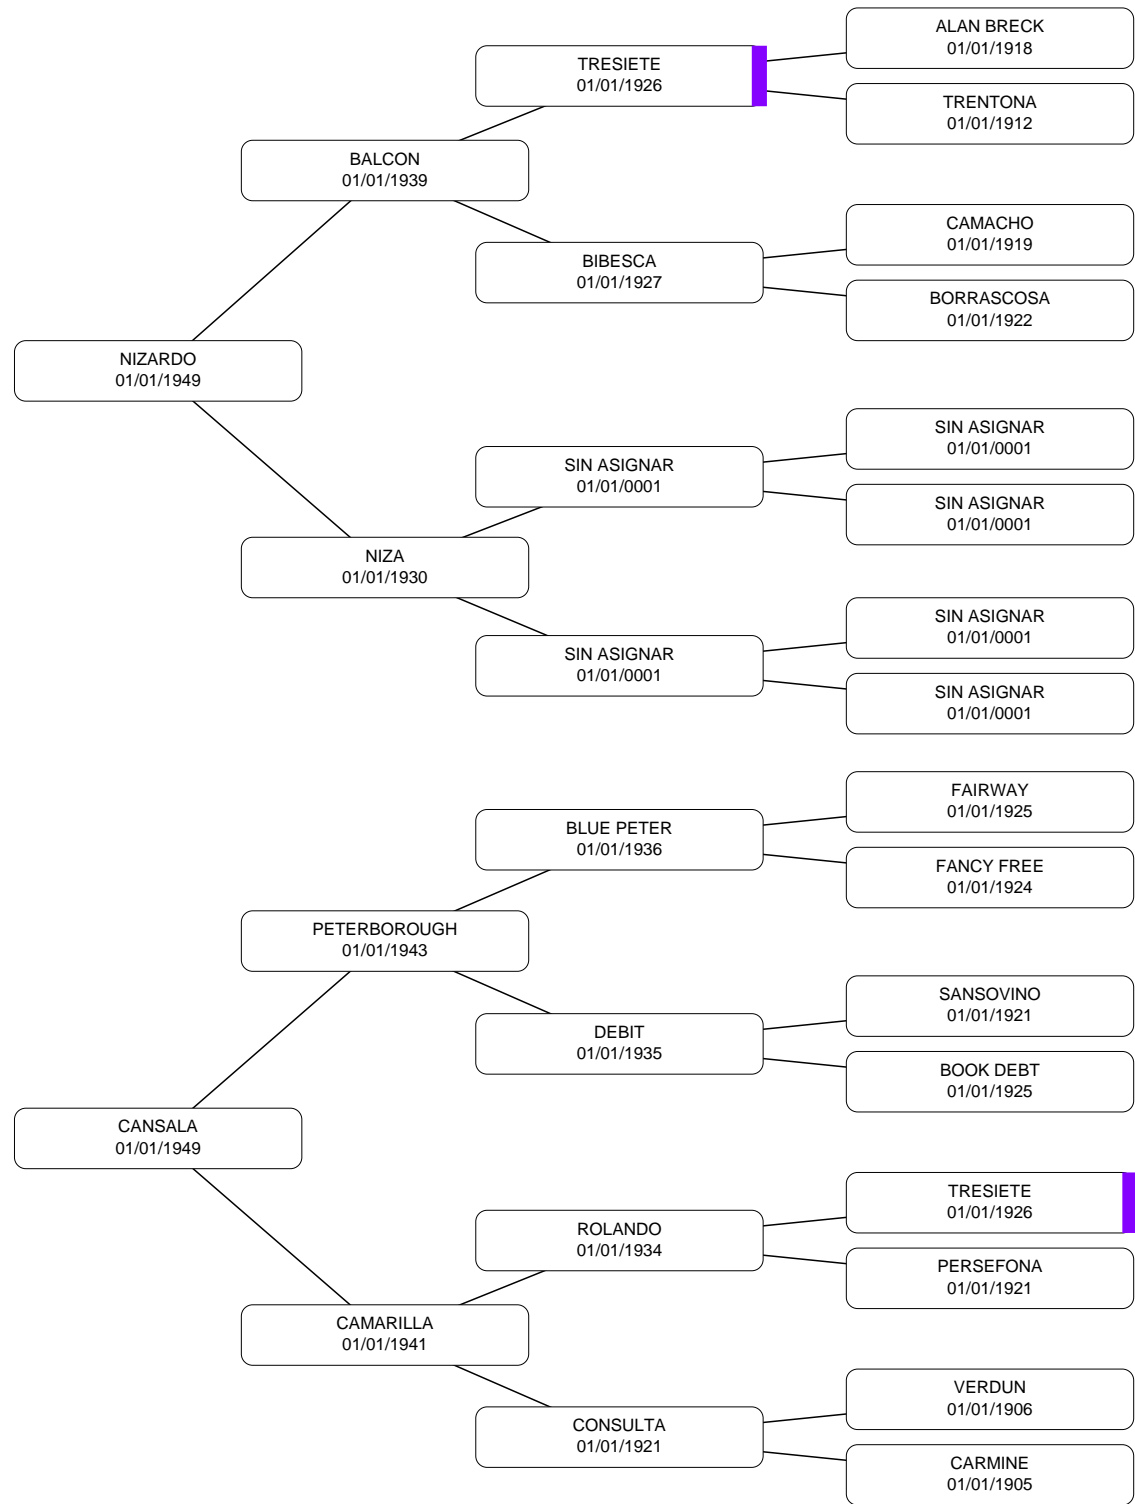 ALAN BRECK
01/01/1918
TRESIETE
01/01/1926
TRENTONA
01/01/1912
BALCON
01/01/1939
CAMACHO
01/01/1919
BIBESCA
01/01/1927
BORRASCOSA
01/01/1922
NIZARDO
01/01/1949
SIN ASIGNAR
01/01/0001
SIN ASIGNAR
01/01/0001
SIN ASIGNAR
01/01/0001
NIZA
01/01/1930
SIN ASIGNAR
01/01/0001
SIN ASIGNAR
01/01/0001
SIN ASIGNAR
01/01/0001
FAIRWAY
01/01/1925
BLUE PETER
01/01/1936
FANCY FREE
01/01/1924
PETERBOROUGH
01/01/1943
SANSOVINO
01/01/1921
DEBIT
01/01/1935
BOOK DEBT
01/01/1925
CANSALA
01/01/1949
TRESIETE
01/01/1926
ROLANDO
01/01/1934
PERSEFONA
01/01/1921
CAMARILLA
01/01/1941
VERDUN
01/01/1906
CONSULTA
01/01/1921
CARMINE
01/01/1905